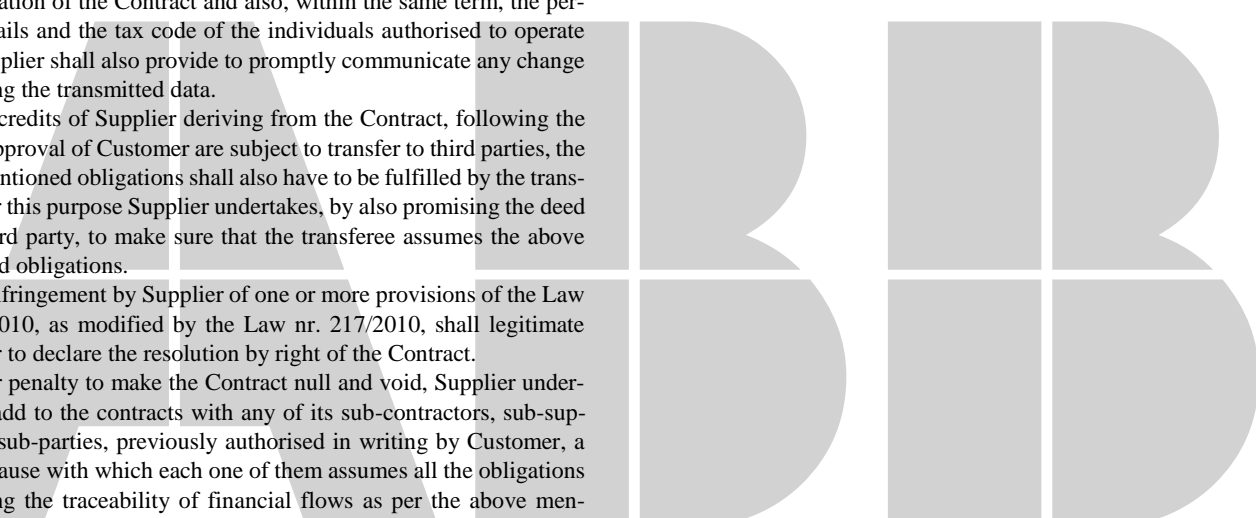 ation of the Contract and also, within the same term, the per-
ails and the tax code of the individuals authorised to operate
plier shall also provide to promptly communicate any change
ng the transmitted data.
credits of Supplier deriving from the Contract, following the
pproval of Customer are subject to transfer to third parties, the
ntioned obligations shall also have to be fulfilled by the trans-
r this purpose Supplier undertakes, by also promising the deed
rd party, to make sure that the transferee assumes the above
d obligations.
nfringement by Supplier of one or more provisions of the Law
010, as modified by the Law nr. 217/2010, shall legitimate
r to declare the resolution by right of the Contract.
r penalty to make the Contract null and void, Supplier under-
add to the contracts with any of its sub-contractors, sub-sup-
sub-parties, previously authorised in writing by Customer, a
ause with which each one of them assumes all the obligations
ng the traceability of financial flows as per the above men-
ABB